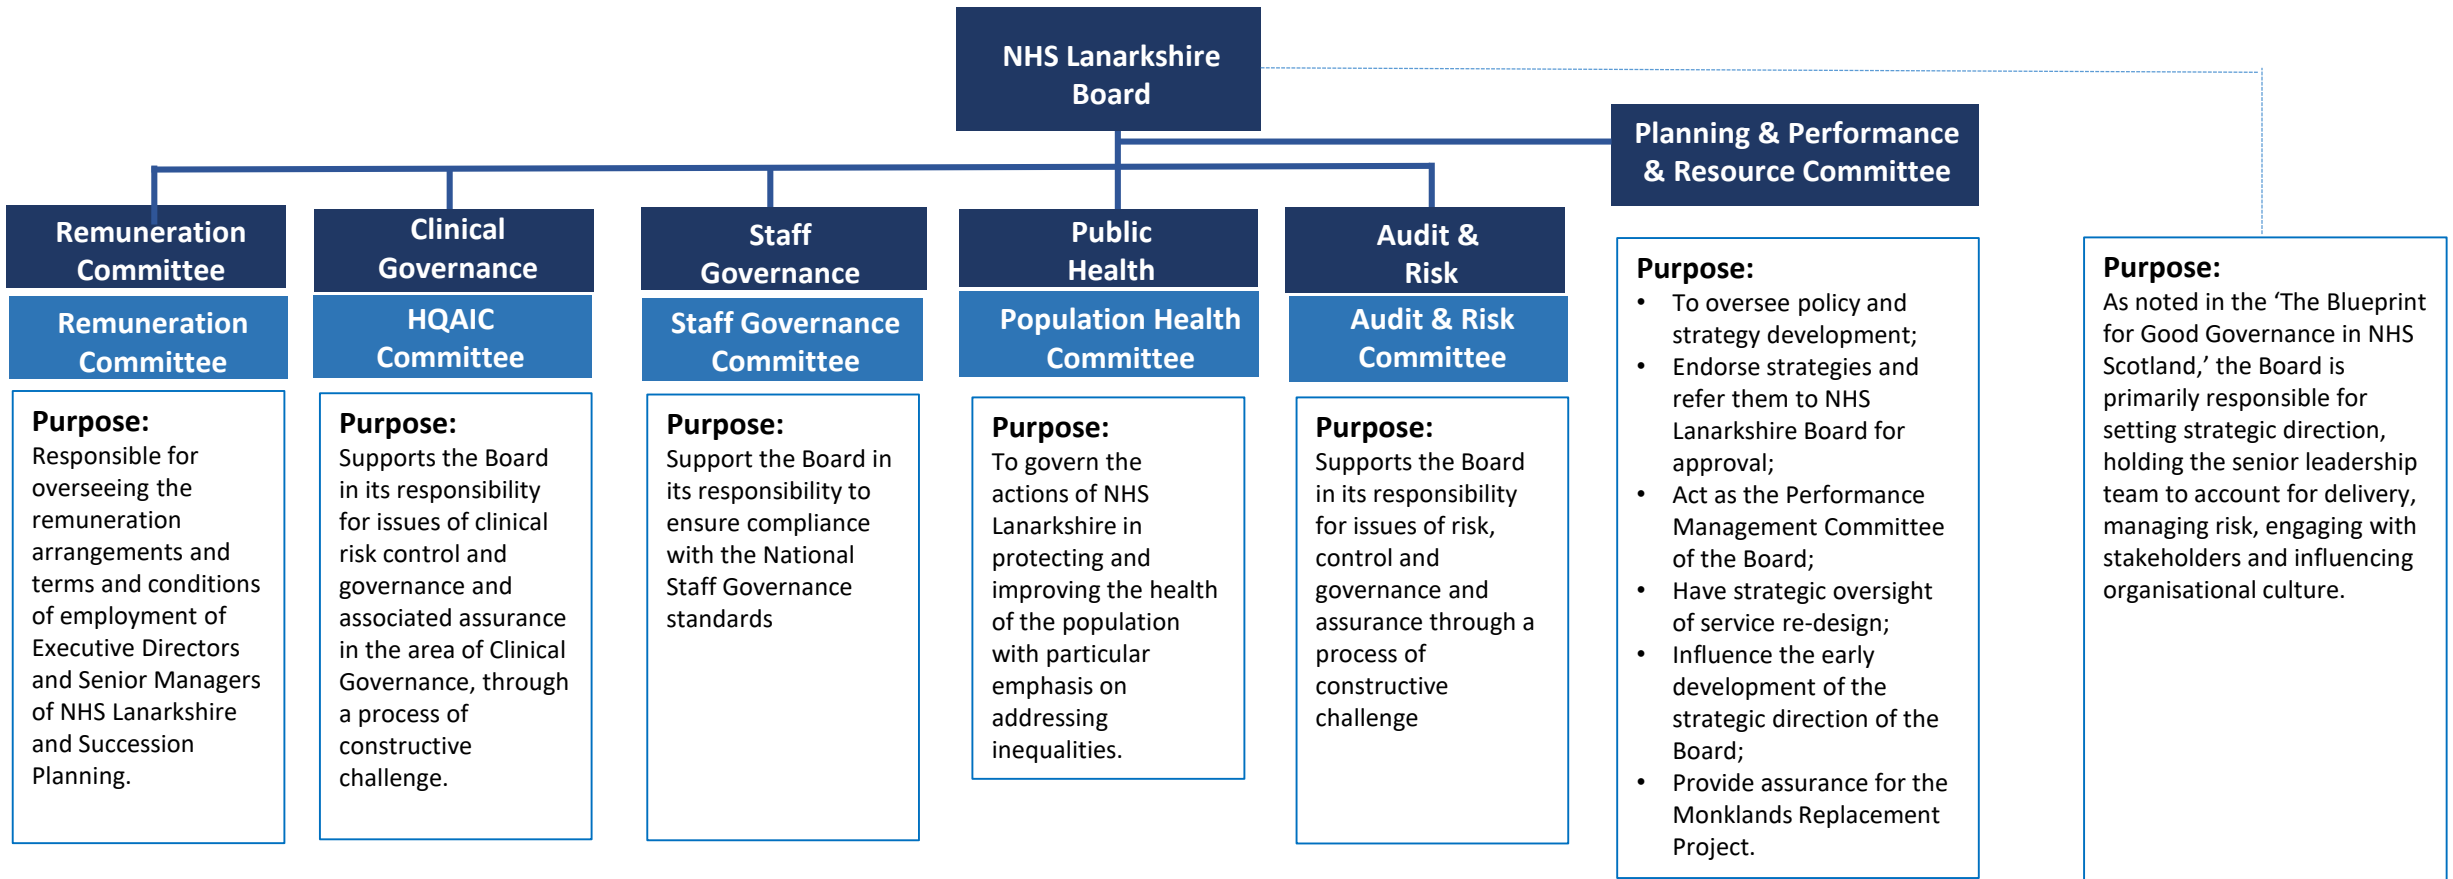 NHS Lanarkshire
Board
Planning & Performance
& Resource Committee
Remuneration
Committee
Remuneration
Committee
Purpose:
Responsible for
overseeing the
remuneration
arrangements and
terms and conditions
of employment of
Executive Directors
and Senior Managers
of NHS Lanarkshire
and Succession
Planning.
Clinical
Governance
HQAIC
Committee
Purpose:
Supports the Board
in its responsibility
for issues of clinical
risk control and
governance and
associated assurance
in the area of Clinical
Governance, through
a process of
constructive
challenge.
Staff
Governance
Staff Governance
Committee
Purpose:
Support the Board in
its responsibility to
ensure compliance
with the National
Staff Governance
standards
Public
Health
Population Health
Committee
Purpose:
To govern the
actions of NHS
Lanarkshire in
protecting and
improving the health
of the population
with particular
emphasis on
addressing
inequalities.
Audit &
Risk
Audit & Risk
Committee
Purpose:
Supports the Board
in its responsibility
for issues of risk,
control and
governance and
assurance through a
process of
constructive
challenge
Purpose:
• To oversee policy and
strategy development;
• Endorse strategies and
refer them to NHS
Lanarkshire Board for
approval;
• Act as the Performance
Management Committee
of the Board;
• Have strategic oversight
of service re-design;
• Influence the early
development of the
strategic direction of the
Board;
• Provide assurance for the
Monklands Replacement
Project.
Purpose:
As noted in the ‘The Blueprint
for Good Governance in NHS
Scotland,’ the Board is
primarily responsible for
setting strategic direction,
holding the senior leadership
team to account for delivery,
managing risk, engaging with
stakeholders and influencing
organisational culture.